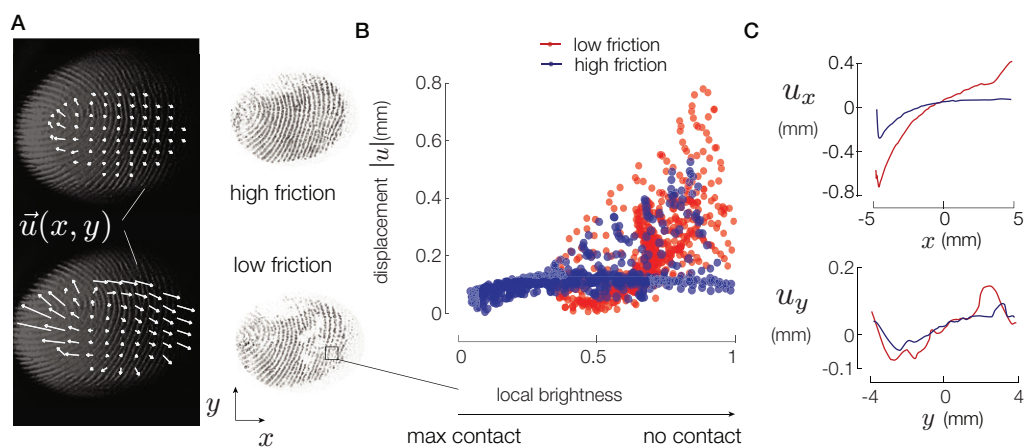 A
u⃗(x, y)
high friction
low friction
y
x
B
low friction
high friction
displacement |u|(mm)
0.8
0.6
0.4
0.2
0
0
0.5
1
local brightness
max contact
no contact
C
u_x
(mm)
0.4
0
-0.4
-0.8
-5
0
5
x (mm)
u_y
(mm)
0.2
0
-0.1
-4
0
4
y (mm)